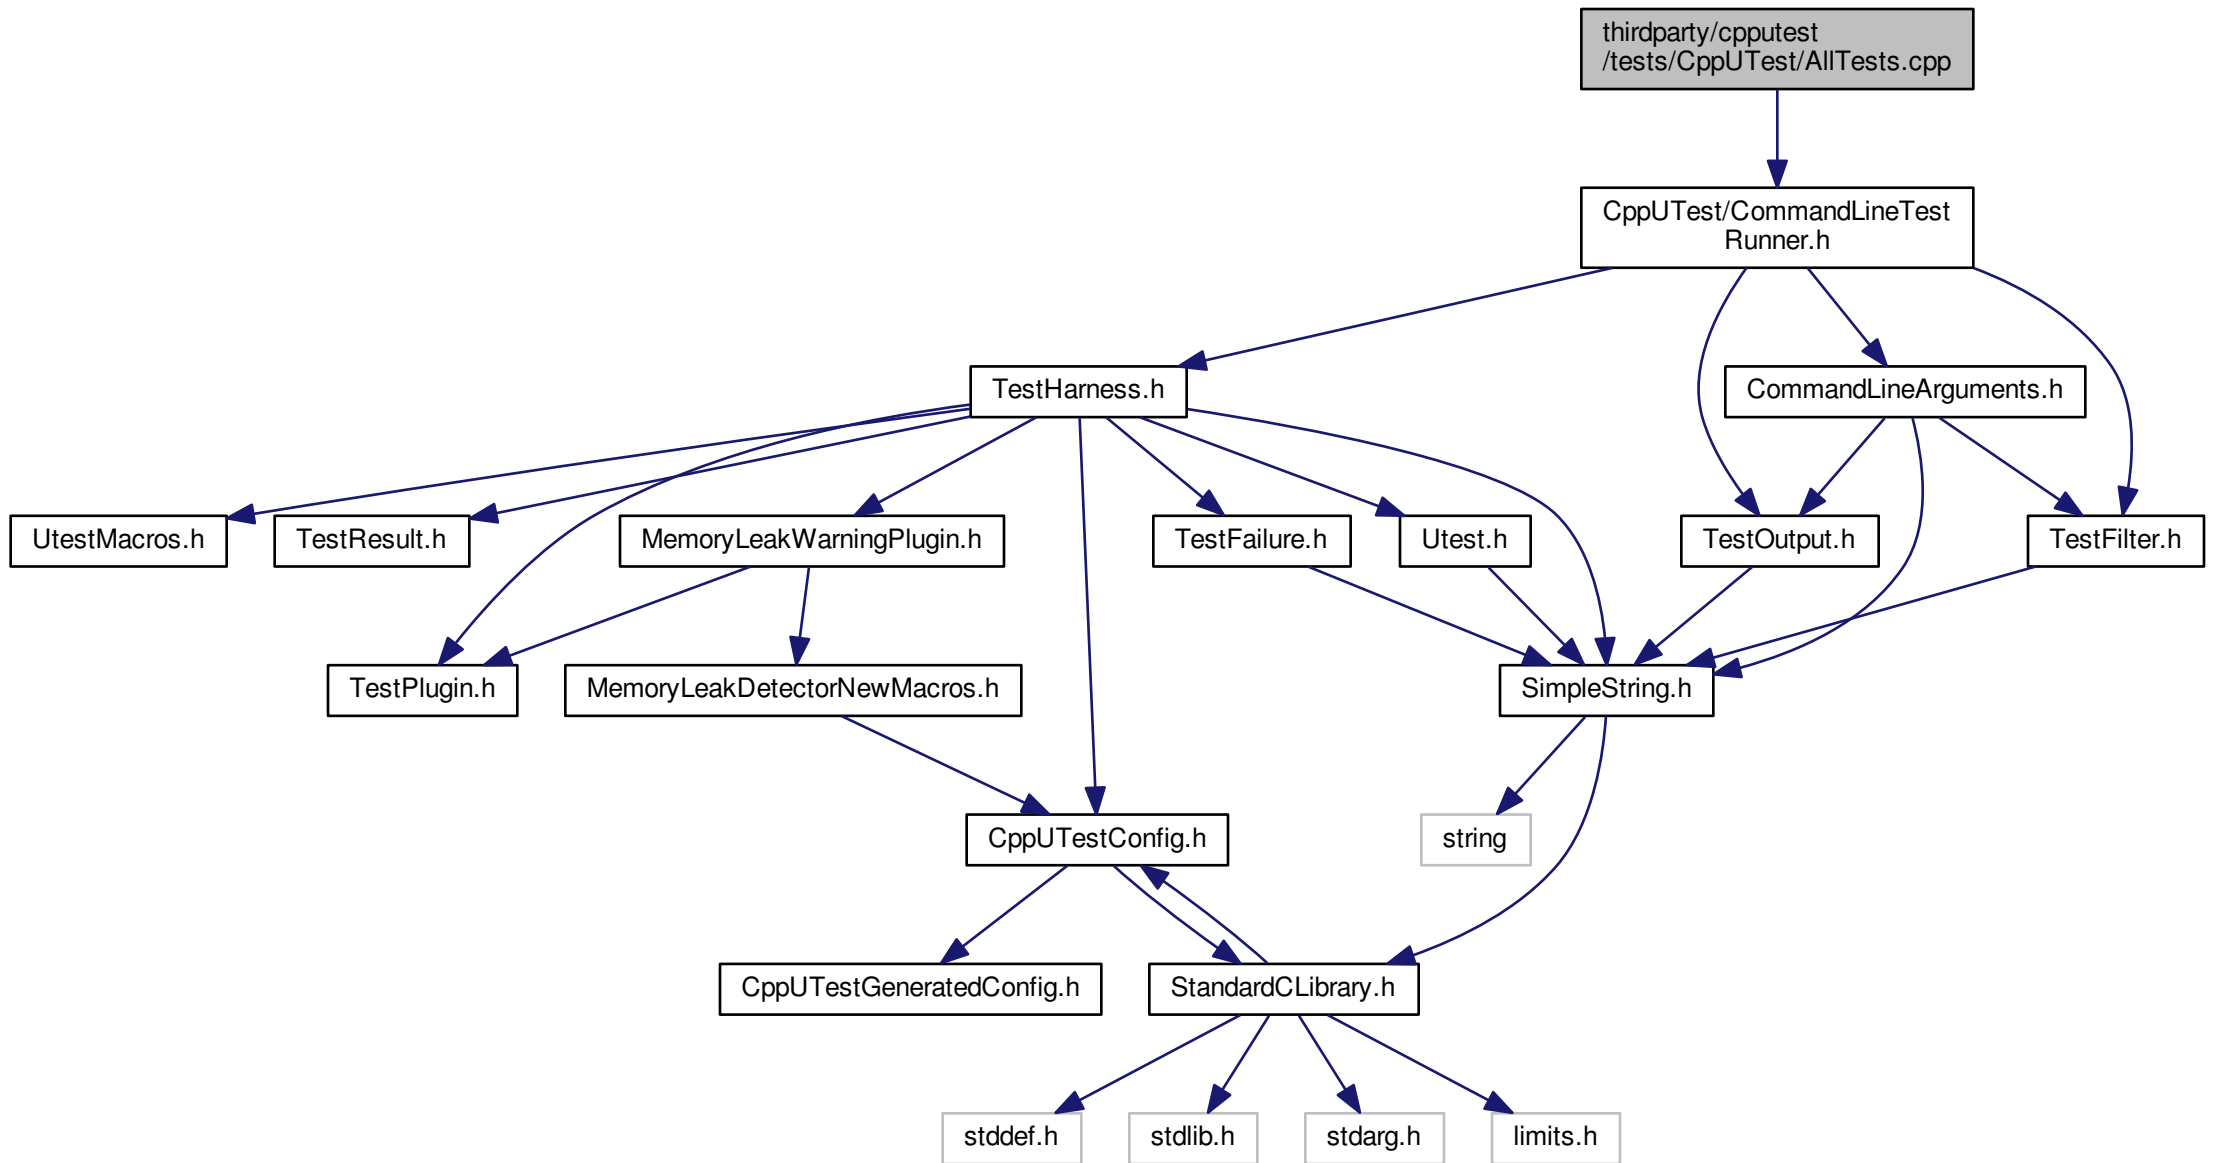 thirdparty/cpputest
/tests/CppUTest/AllTests.cpp
CppUTest/CommandLineTest
Runner.h
TestHarness.h
CommandLineArguments.h
UtestMacros.h
TestResult.h
MemoryLeakWarningPlugin.h
TestFailure.h
Utest.h
TestOutput.h
TestFilter.h
TestPlugin.h
MemoryLeakDetectorNewMacros.h
SimpleString.h
CppUTestConfig.h
string
CppUTestGeneratedConfig.h
StandardCLibrary.h
stddef.h
stdlib.h
stdarg.h
limits.h